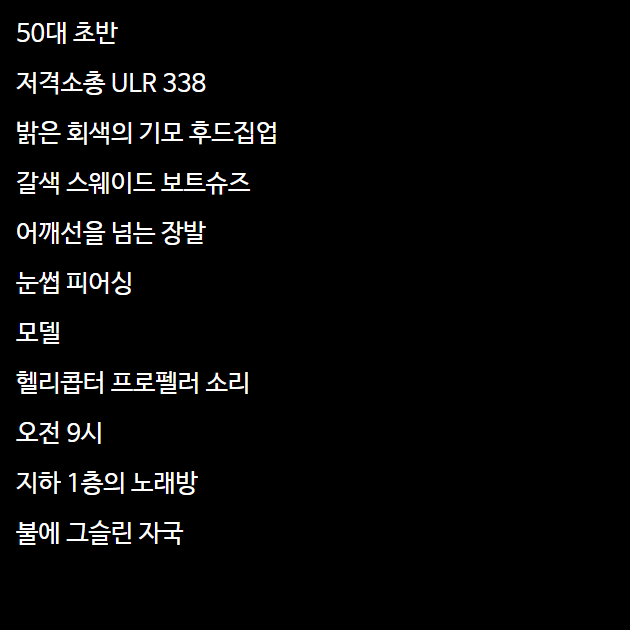 50대 초반
저격소총 ULR 338
밝은 회색의 기모 후드집업
갈색 스웨이드 보트슈즈
어깨선을 넘는 장발
눈썹 피어싱
모델
헬리콥터 프로펠러 소리
오전 9시
지하 1층의 노래방
불에 그슬린 자국